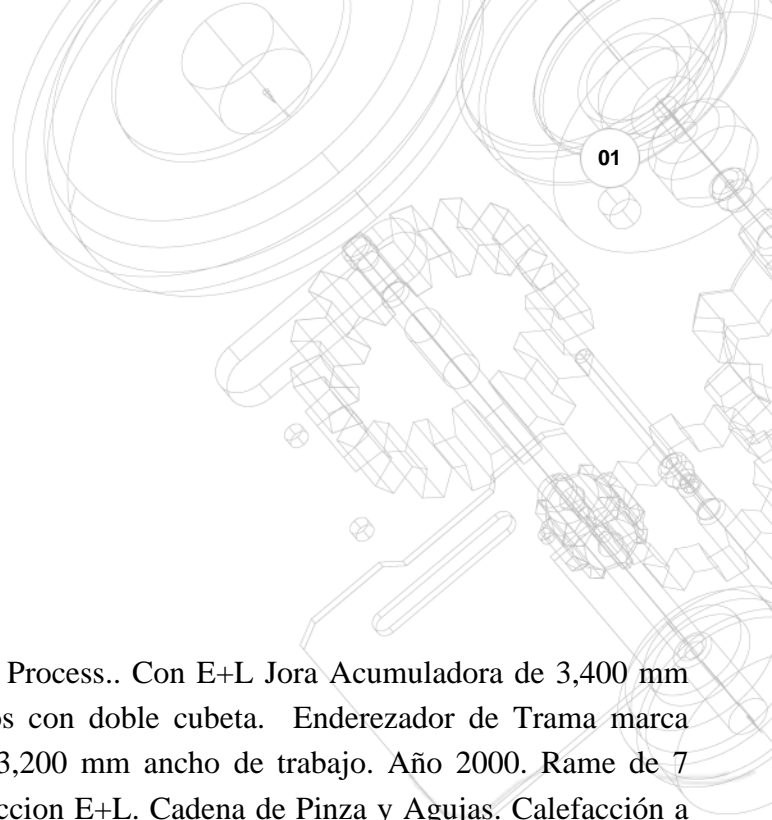 01
Process.. Con E+L Jora Acumuladora de 3,400 mm
os con doble cubeta. Enderezador de Trama marca
3,200 mm ancho de trabajo. Año 2000. Rame de 7
ccion E+L. Cadena de Pinza y Agujas. Calefacción a